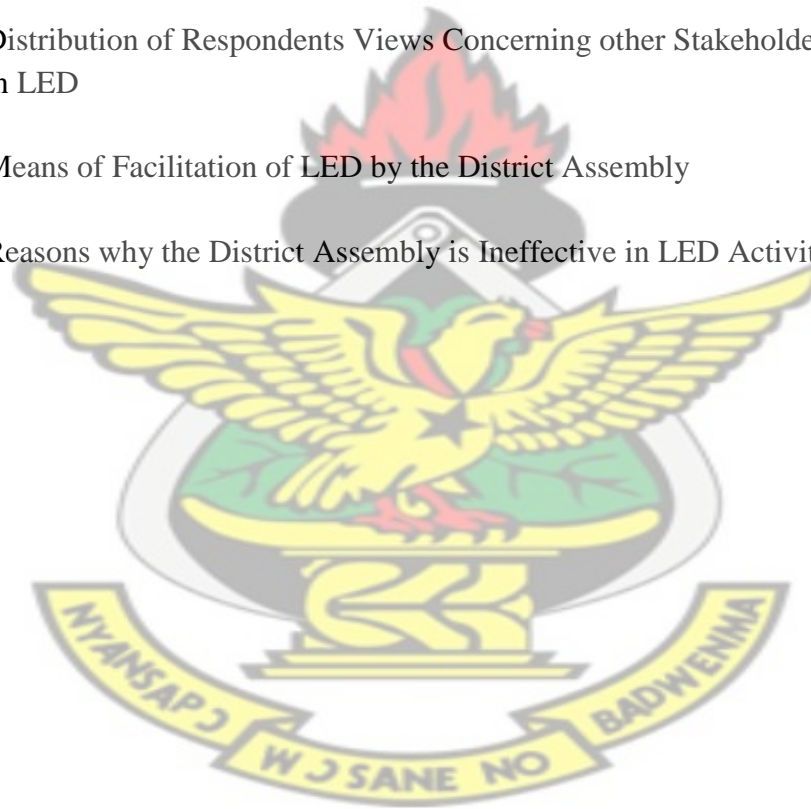 Distribution of Respondents Views Concerning other Stakeholde
n LED
Means of Facilitation of LED by the District Assembly
Reasons why the District Assembly is Ineffective in LED Activit
NYANSAPƆ
WƆSANE NO
BADWENMA